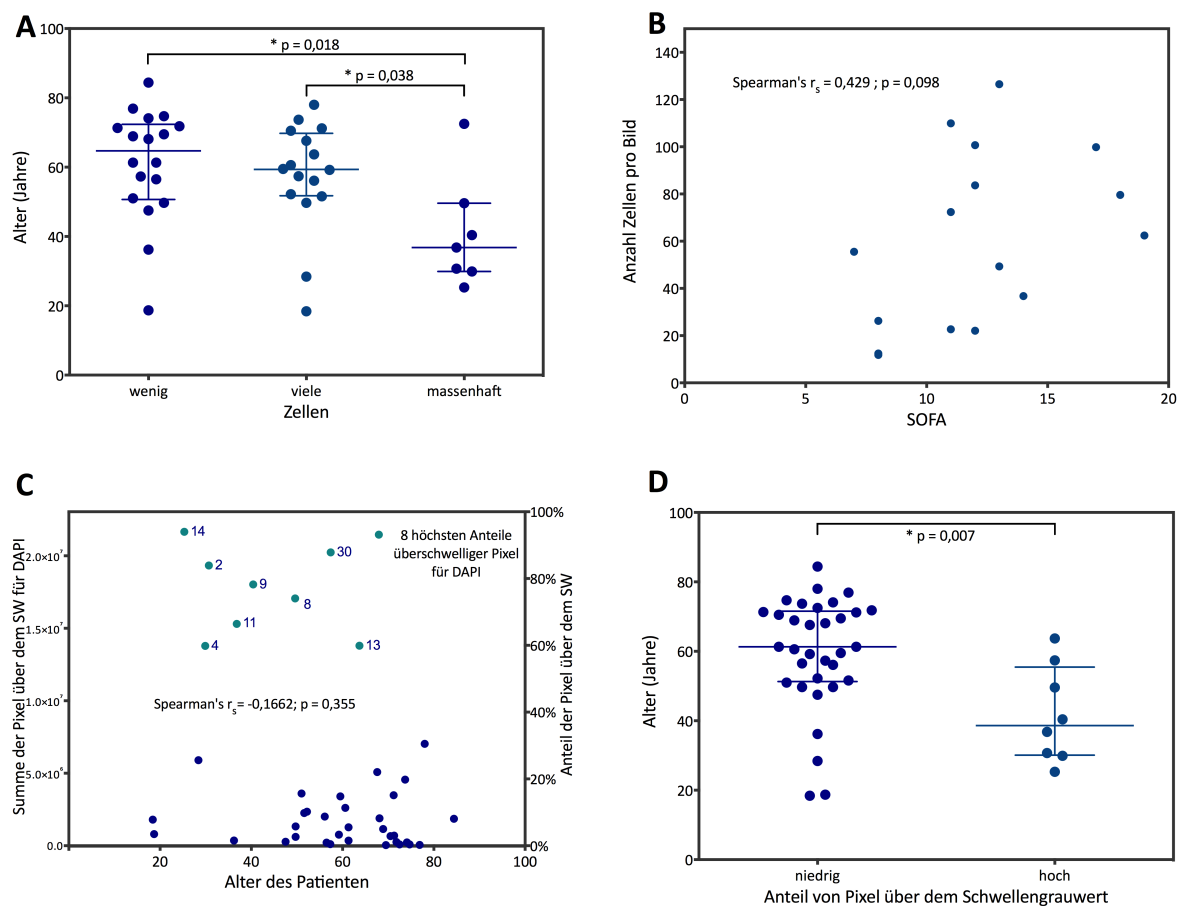 A
100
80
60
40
20
0
Alter (Jahre)
* p = 0,018
* p = 0,038
wenig
viele
massenhaft
Zellen
B
140
120
100
80
60
40
20
0
Anzahl Zellen pro Bild
Spearman's rs = 0,429 ; p = 0,098
0
5
10
15
20
SOFA
C
Summe der Pixel über dem SW für DAPI
2.0×10⁷
1.5×10⁷
1.0×10⁷
5.0×10⁶
0.0
14
2
9
30
8
11
4
13
8 höchsten Anteile
überschwelliger Pixel
für DAPI
Spearman's rs= -0,1662; p = 0,355
100%
80%
60%
40%
20%
0%
Anteil der Pixel über dem SW
20
40
60
80
100
Alter des Patienten
D
100
80
60
40
20
0
Alter (Jahre)
* p = 0,007
niedrig
hoch
Anteil von Pixel über dem Schwellengrauwert